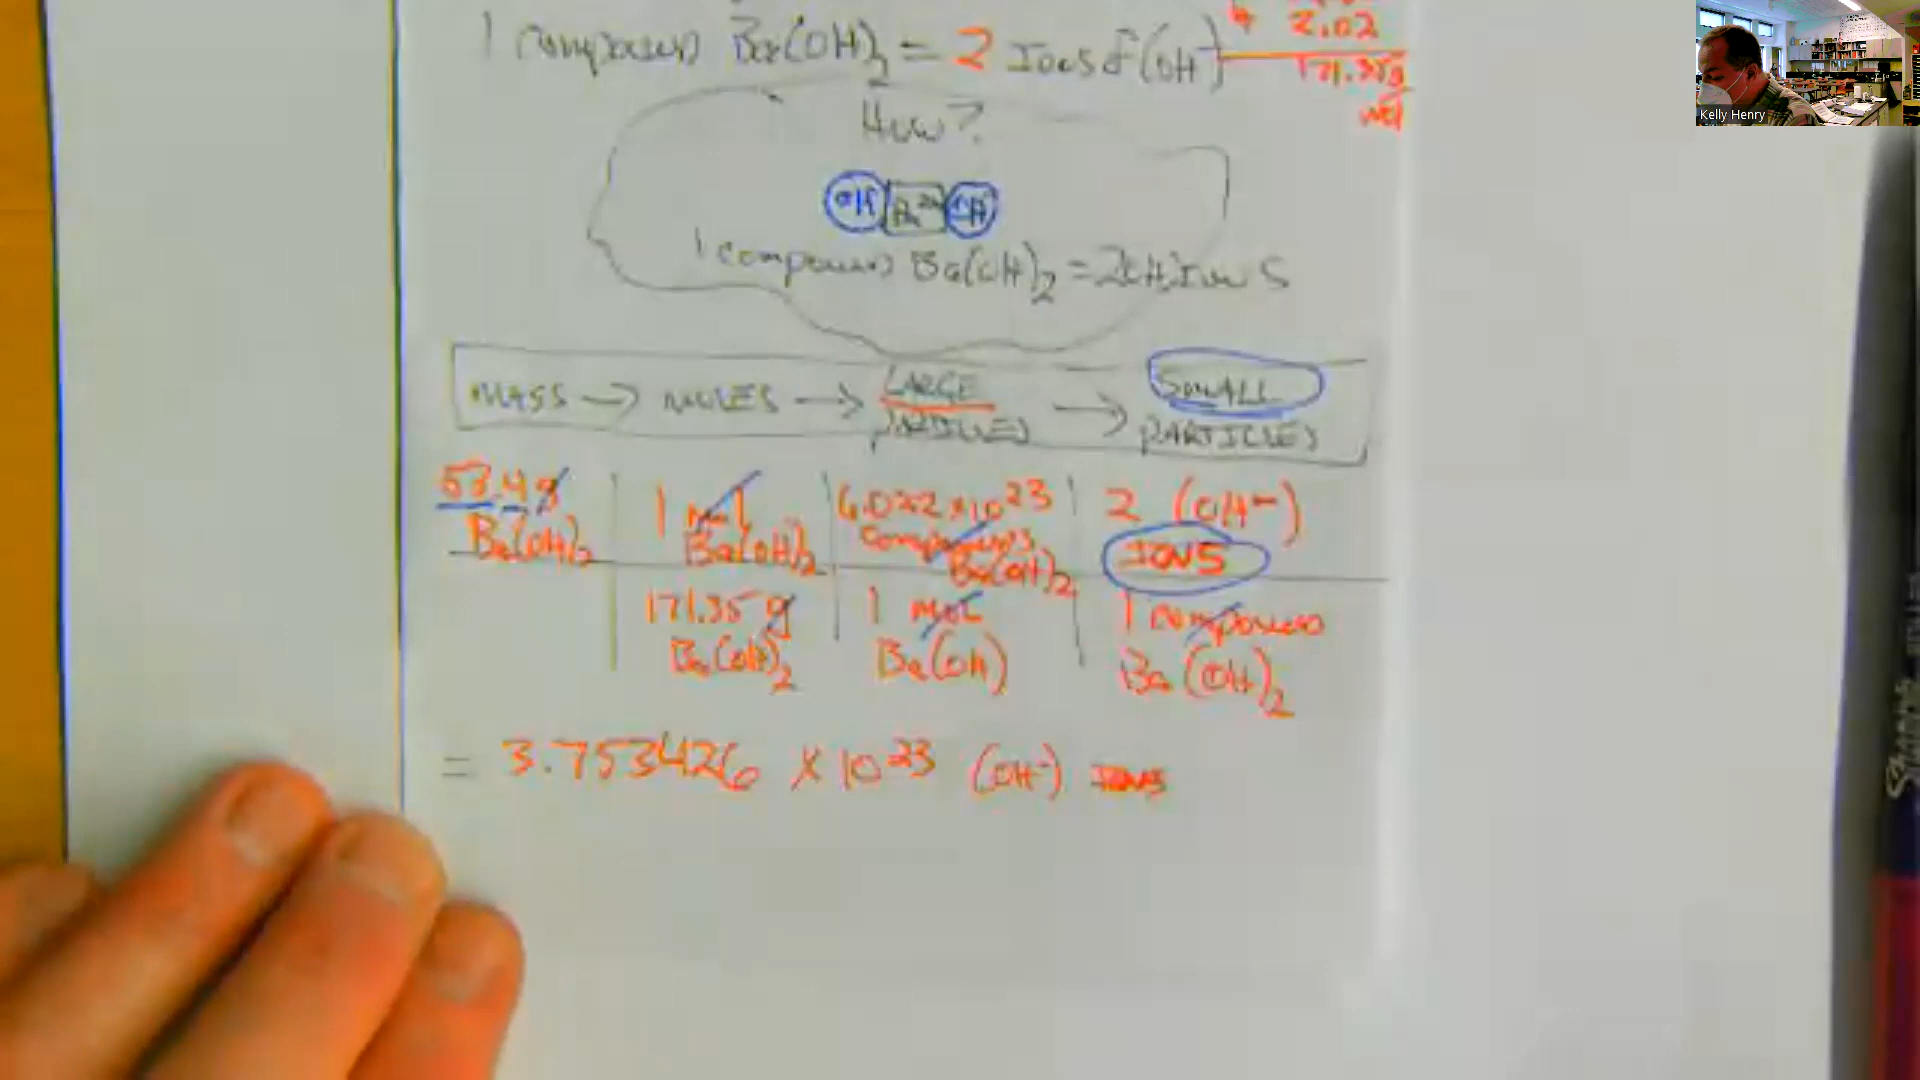 2.02
1 compound Ba(OH)2 = 2 Ions of (OH-)
171.35g
mol
How?
OH- Ba2+ OH-
1 compound Ba(OH)2 = 2 OH- Ions
MASS → MOLES → LARGE PARTICLES → SMALL PARTICLES
53.4g Ba(OH)2 | 1 mol Ba(OH)2 | 6.022 x 10^23 compounds Ba(OH)2 | 2 (OH-) IONS
171.35 g Ba(OH)2 | 1 mol Ba(OH) | 1 compound Ba(OH)2
= 3.753426 x 10^23 (OH-) IONS
Kelly Henry
Sharpie